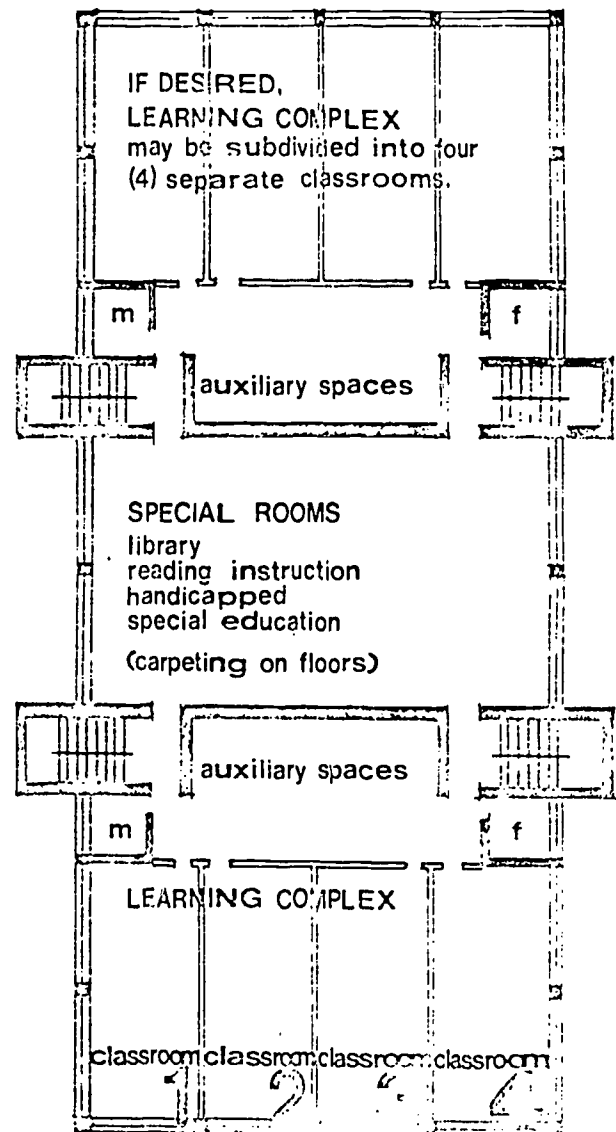 IF DESIRED,
LEARNING COMPLEX
may be subdivided into four
(4) separate classrooms.
m
f
auxiliary spaces
SPECIAL ROOMS
library
reading instruction
handicapped
special education
(carpeting on floors)
auxiliary spaces
m
f
LEARNING COMPLEX
classroom classroom classroom classroom